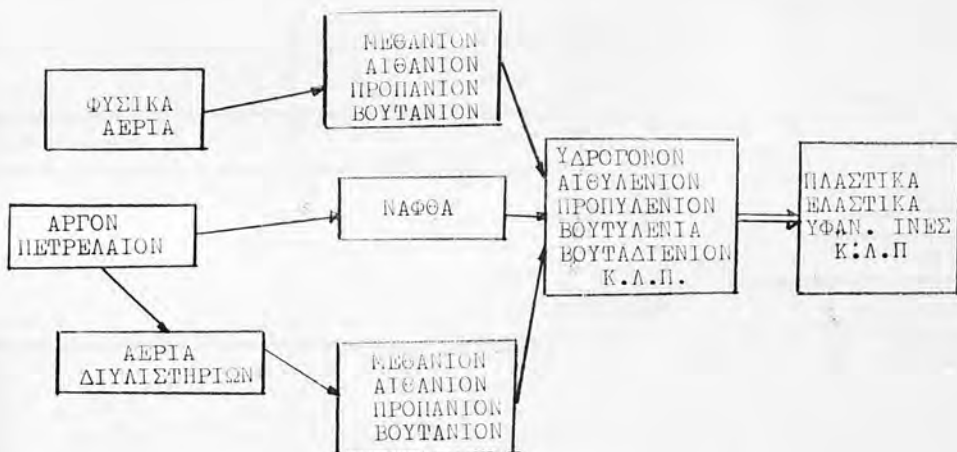 ΦΥΣΙΚΑ
ΑΕΡΙΑ
ΜΕΘΑΝΙΟΝ
ΑΙΘΑΝΙΟΝ
ΠΡΟΠΑΝΙΟΝ
ΒΟΥΤΑΝΙΟΝ
ΑΡΓΟΝ
ΠΕΤΡΕΛΑΙΟΝ
ΝΑΦΘΑ
ΑΕΡΙΑ
ΔΙΥΛΙΣΤΗΡΙΩΝ
ΜΕΘΑΝΙΟΝ
ΑΙΘΑΝΙΟΝ
ΠΡΟΠΑΝΙΟΝ
ΒΟΥΤΑΝΙΟΝ
ΥΔΡΟΓΟΝΟΝ
ΑΙΘΥΛΕΝΙΟΝ
ΠΡΟΠΥΛΕΝΙΟΝ
ΒΟΥΤΥΛΕΝΙΑ
ΒΟΥΤΑΔΙΕΝΙΟΝ
Κ.Λ.Π.
ΠΛΑΣΤΙΚΑ
ΕΛΑΣΤΙΚΑ
ΥΦΑΝ. ΙΝΕΣ
Κ.Λ.Π